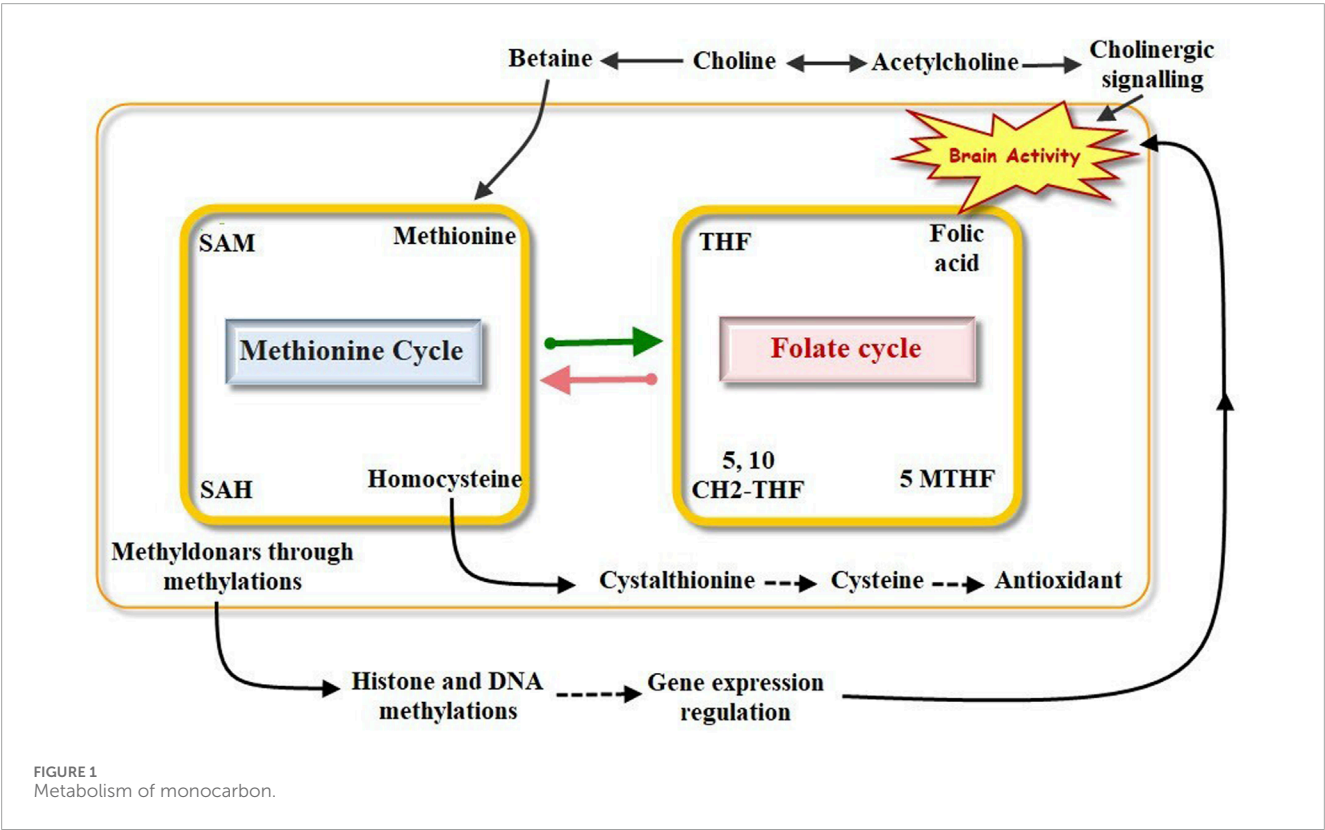 Betaine
Choline
Acetylcholine
Cholinergic
signalling
Brain Activity
SAM
Methionine
THF
Folic
acid
Methionine Cycle
Folate cycle
SAH
Homocysteine
5, 10
CH2-THF
5 MTHF
Methyldonars through
methylations
Cystalthionine
Cysteine
Antioxidant
Histone and DNA
methylations
Gene expression
regulation
FIGURE 1
Metabolism of monocarbon.